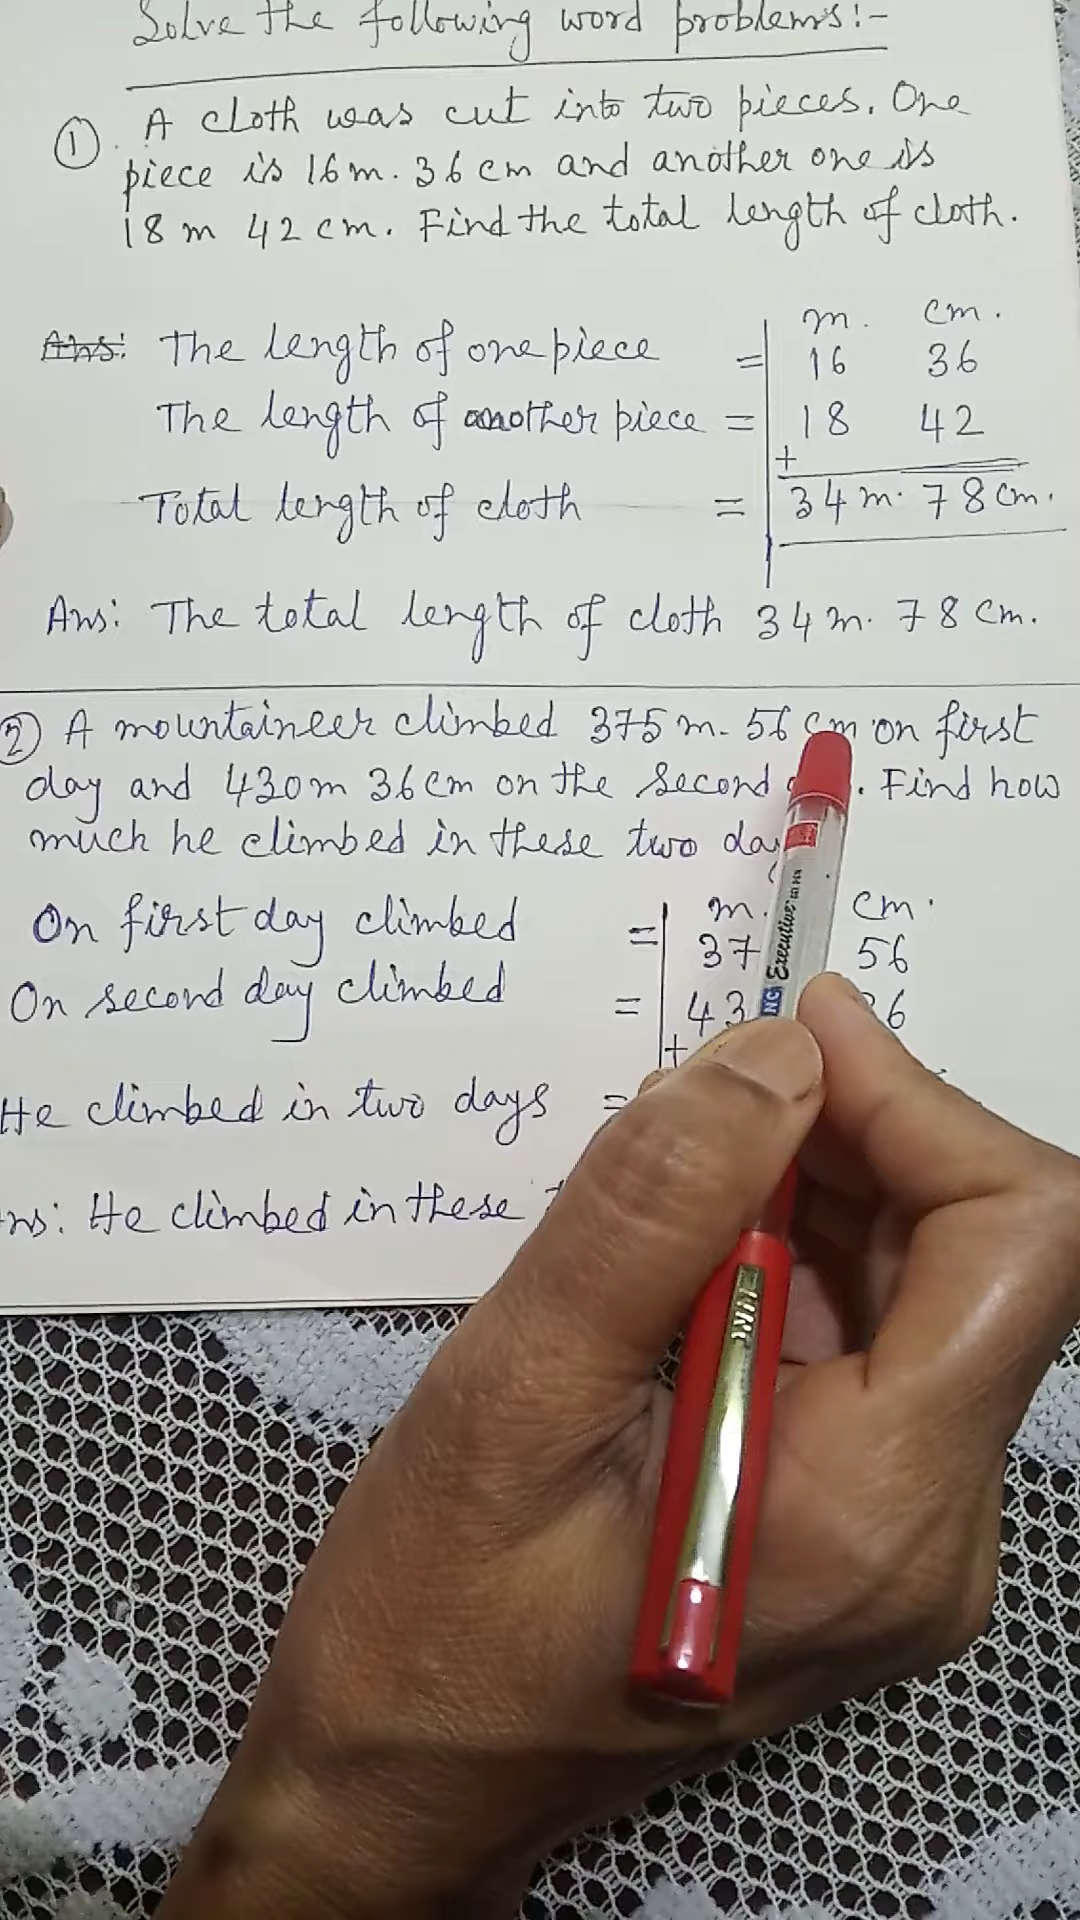 Solve the following word problems:-
① A cloth was cut into two pieces. One
piece is 16m. 36cm and another one is
18 m 42 cm. Find the total length of cloth.
m. cm.
Ans: The length of one piece = 16 36
The length of another piece = 18 42
+
Total length of cloth = 34 m. 78 cm.
Ans: The total length of cloth 34 m. 78 cm.
② A mountaineer climbed 375 m. 56 cm on first
day and 430m 36cm on the second . Find how
much he climbed in these two
m. cm.
On first day climbed = 37 56
On second day climbed = 43 6
+
He climbed in two days =
ns: He climbed in these
Executive
LINC